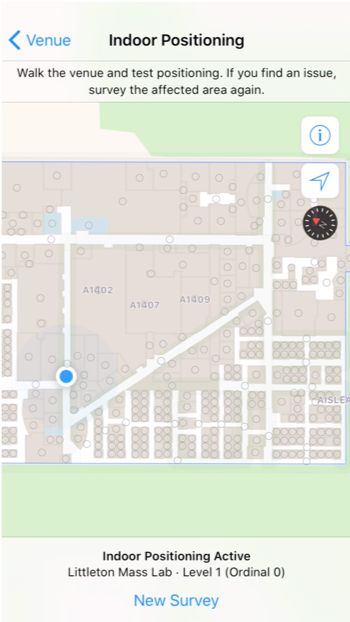 Venue
Indoor Positioning
Walk the venue and test positioning. If you find an issue,
survey the affected area again.
A1402
A1407
A1409
AISLEA
Indoor Positioning Active
Littleton Mass Lab · Level 1 (Ordinal 0)
New Survey